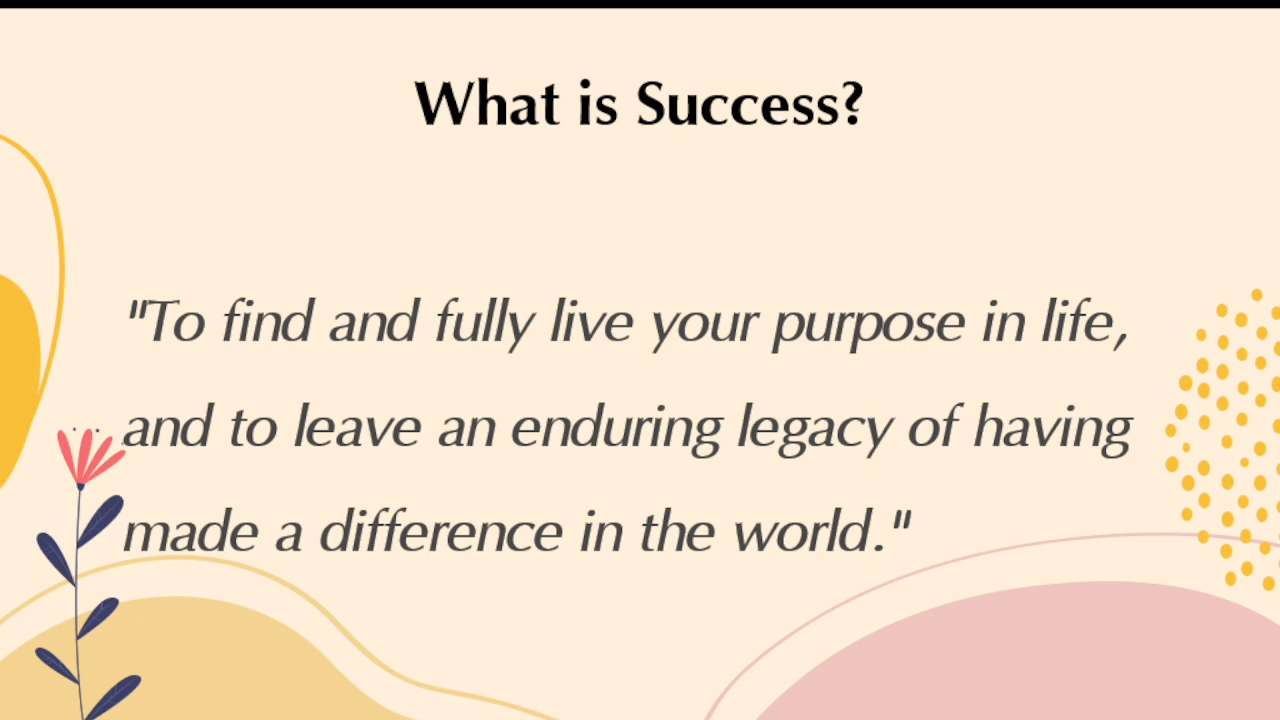 What is Success?
"To find and fully live your purpose in life,
and to leave an enduring legacy of having
made a difference in the world."